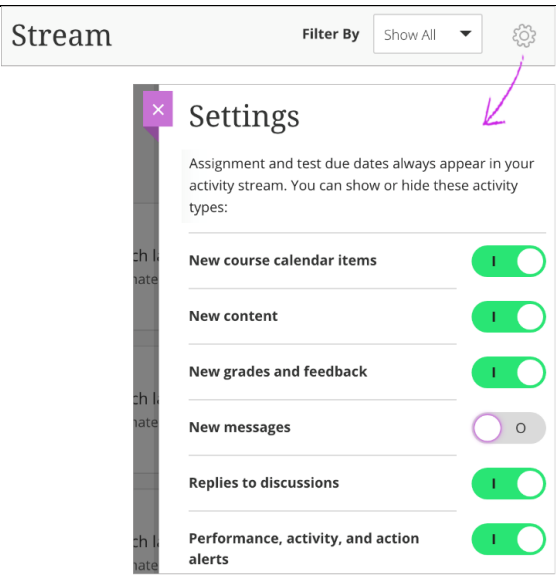 Stream
Filter By Show All
Settings
Assignment and test due dates always appear in your
activity stream. You can show or hide these activity
types:
New course calendar items I
New content I
New grades and feedback I
New messages O
Replies to discussions I
Performance, activity, and action I
alerts